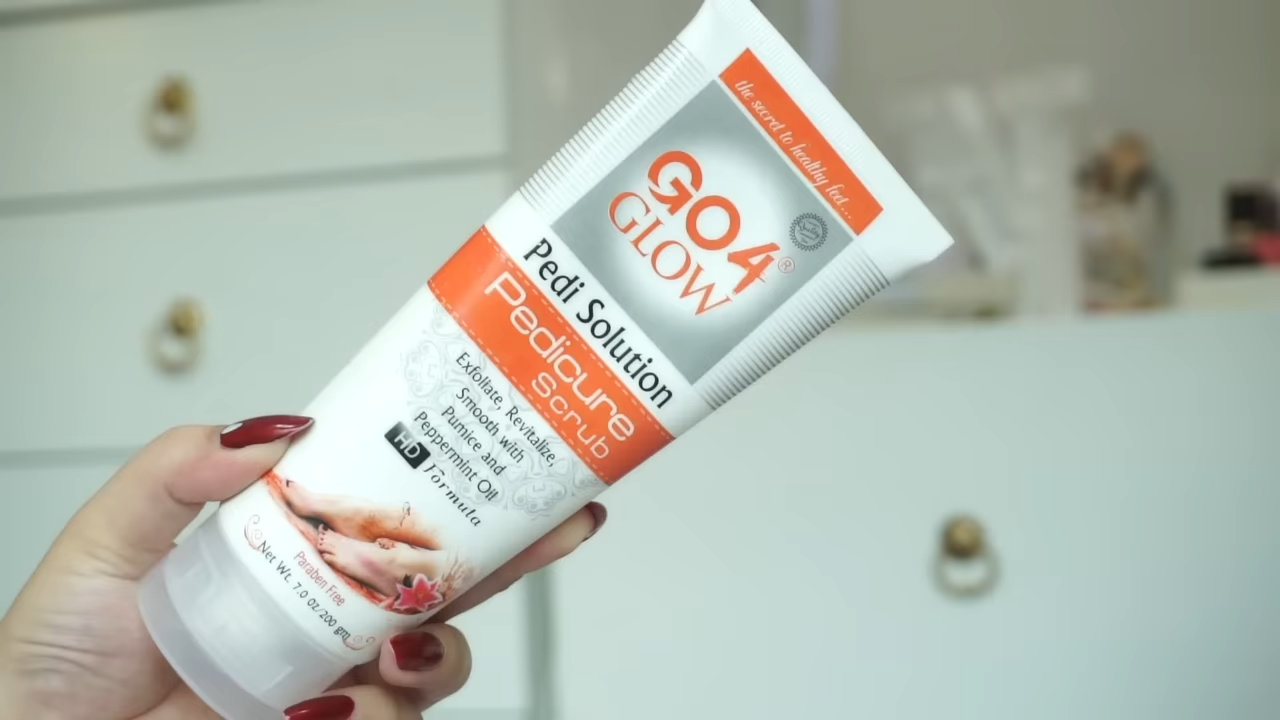 the secret to healthy feet...
GO4
GLOW®
Pedi Solution
Pedicure
Scrub
Exfoliate, Revitalize,
Smooth with
Pumice and
Peppermint Oil
HD Formula
Paraben Free
Net Wt. 7.0 oz/200 gm